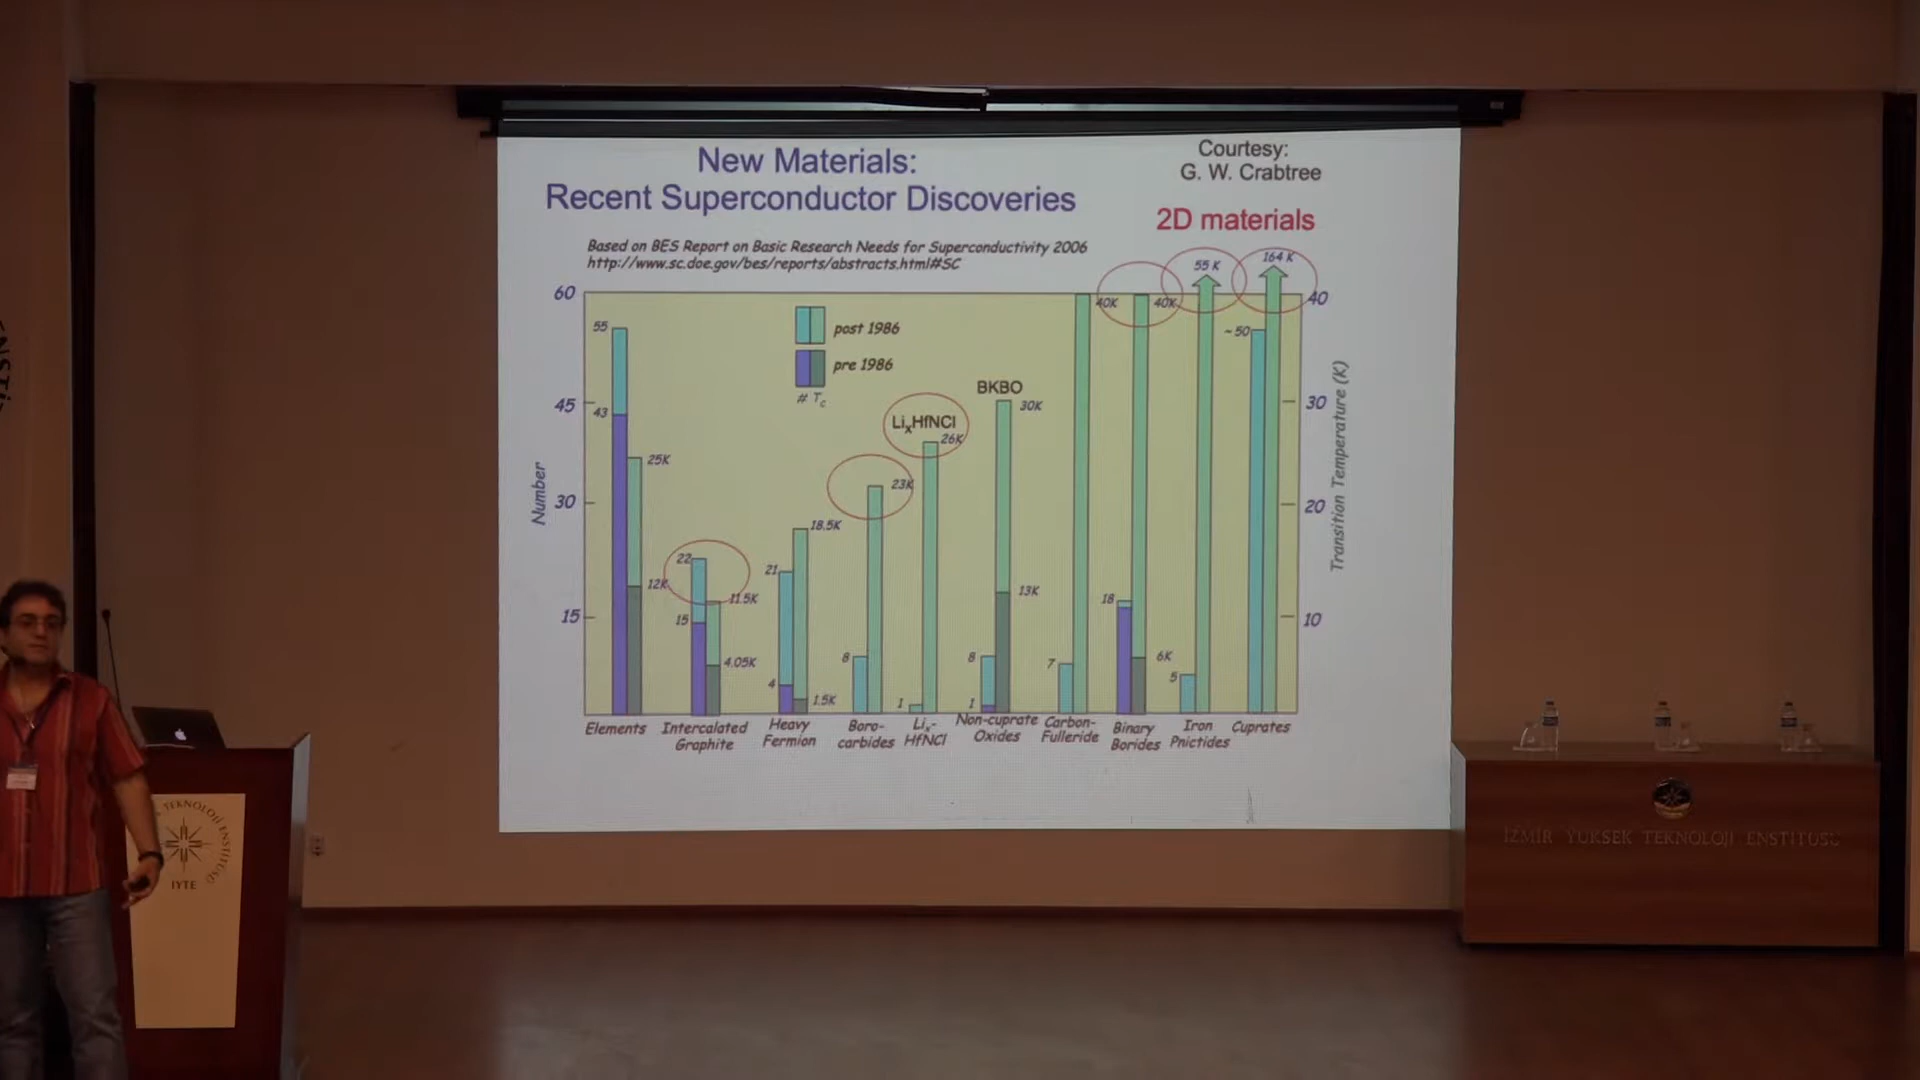 New Materials:
Recent Superconductor Discoveries
Courtesy:
G. W. Crabtree
2D materials
Based on BES Report on Basic Research Needs for Superconductivity 2006
http://www.sc.doe.gov/bes/reports/abstracts.html#SC
55 K
164 K
60
40
40K
40K
55
post 1986
~ 50
pre 1986
# Tc
BKBO
45
43
30K
30
LixHfNCl
26K
25K
23K
Number
Transition Temperature (K)
30
20
18.5K
22
21
12K
11.5K
13K
18
15
15
10
4.05K
8
8
7
6K
5
4
1.5K
1
1
Elements
Intercalated
Graphite
Heavy
Fermion
Boro-
carbides
Lix-
HfNCl
Non-cuprate
Oxides
Carbon-
Fulleride
Binary
Borides
Iron
Pnictides
Cuprates
TEKNOLOJİ ENSTİTÜSÜ
IYTE
İZMİR YÜKSEK TEKNOLOJİ ENSTİTÜSÜ